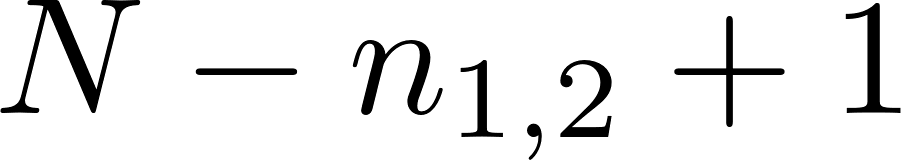 N − n_{1,2} + 1